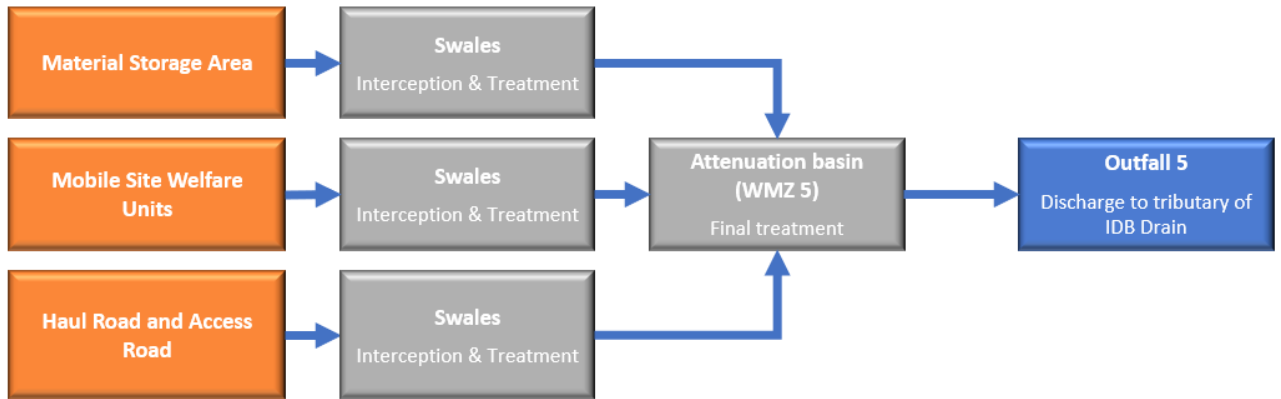 Material Storage Area
Swales
Interception & Treatment
Mobile Site Welfare
Units
Swales
Interception & Treatment
Attenuation basin
(WMZ 5)
Final treatment
Outfall 5
Discharge to tributary of
IDB Drain
Haul Road and Access
Road
Swales
Interception & Treatment